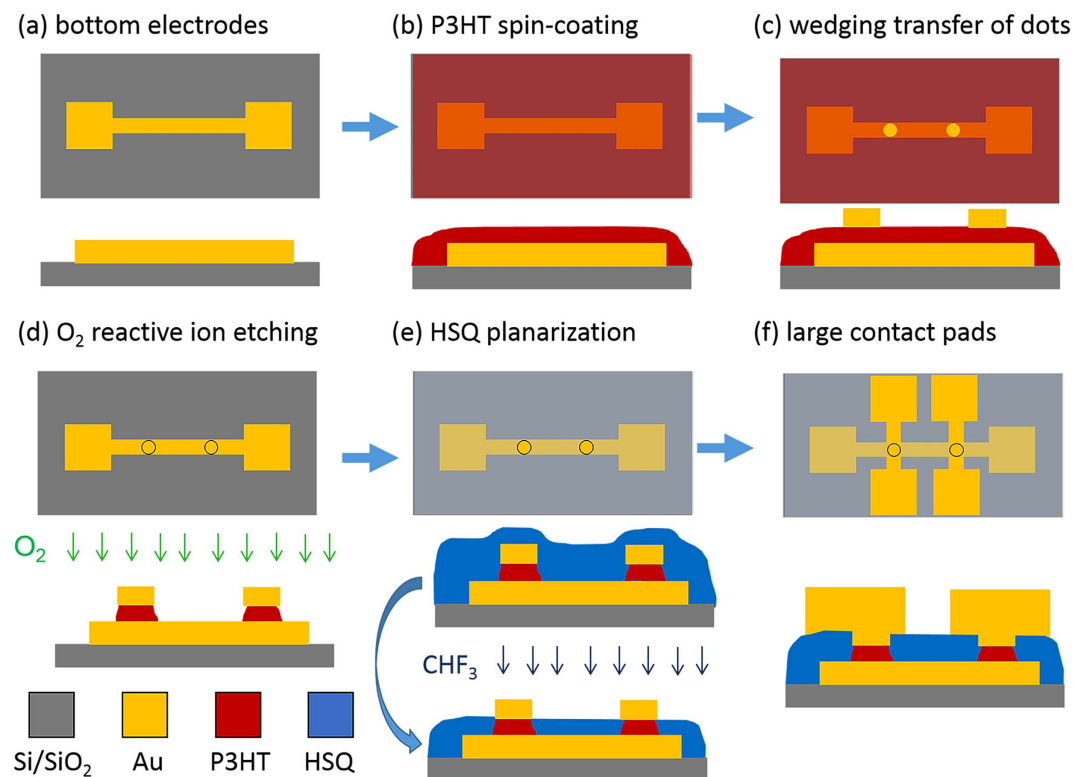 (a) bottom electrodes
(b) P3HT spin-coating
(c) wedging transfer of dots
(d) O₂ reactive ion etching
(e) HSQ planarization
(f) large contact pads
O₂
CHF₃
Si/SiO₂
Au
P3HT
HSQ